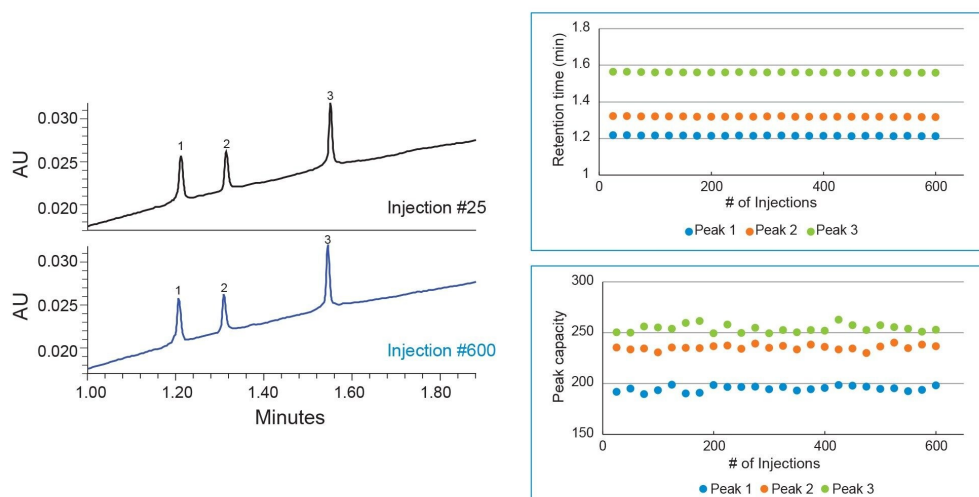 0.030
0.025
0.020
AU
1
2
3
Injection #25
0.030
0.025
0.020
AU
1
2
3
Injection #600
1.00 1.20 1.40 1.60 1.80
Minutes
1.8
1.6
1.4
1.2
1
Retention time (min)
0 200 400 600
# of Injections
Peak 1 Peak 2 Peak 3
300
250
200
150
Peak capacity
0 200 400 600
# of Injections
Peak 1 Peak 2 Peak 3